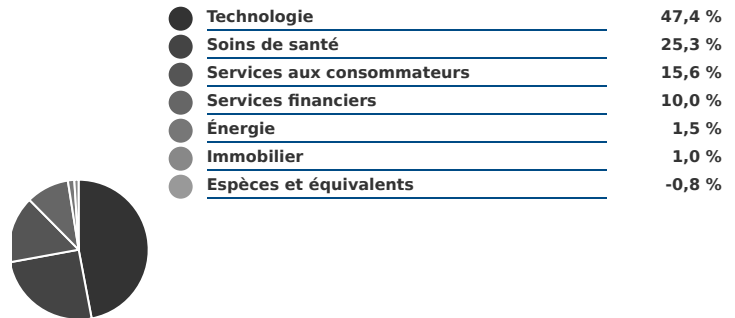 Technologie 47,4 %
Soins de santé 25,3 %
Services aux consommateurs 15,6 %
Services financiers 10,0 %
Énergie 1,5 %
Immobilier 1,0 %
Espèces et équivalents -0,8 %